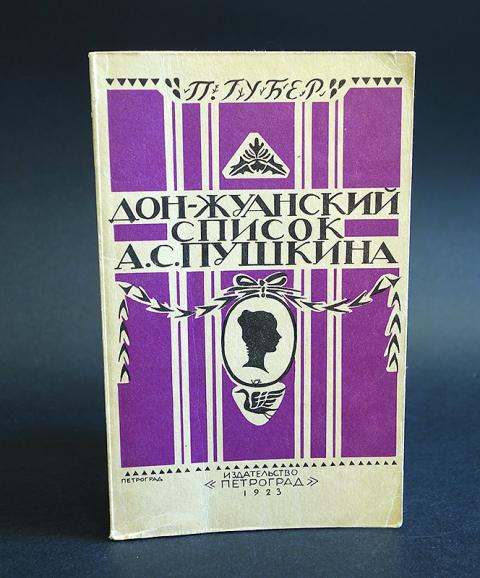 П. ГУБЕР
ДОН-ЖУАНСКИЙ
СПИСОК
А.С.ПУШКИНА
ПЕТРОГРАД
ИЗДАТЕЛЬСТВО
«ПЕТРОГРАД»
1923